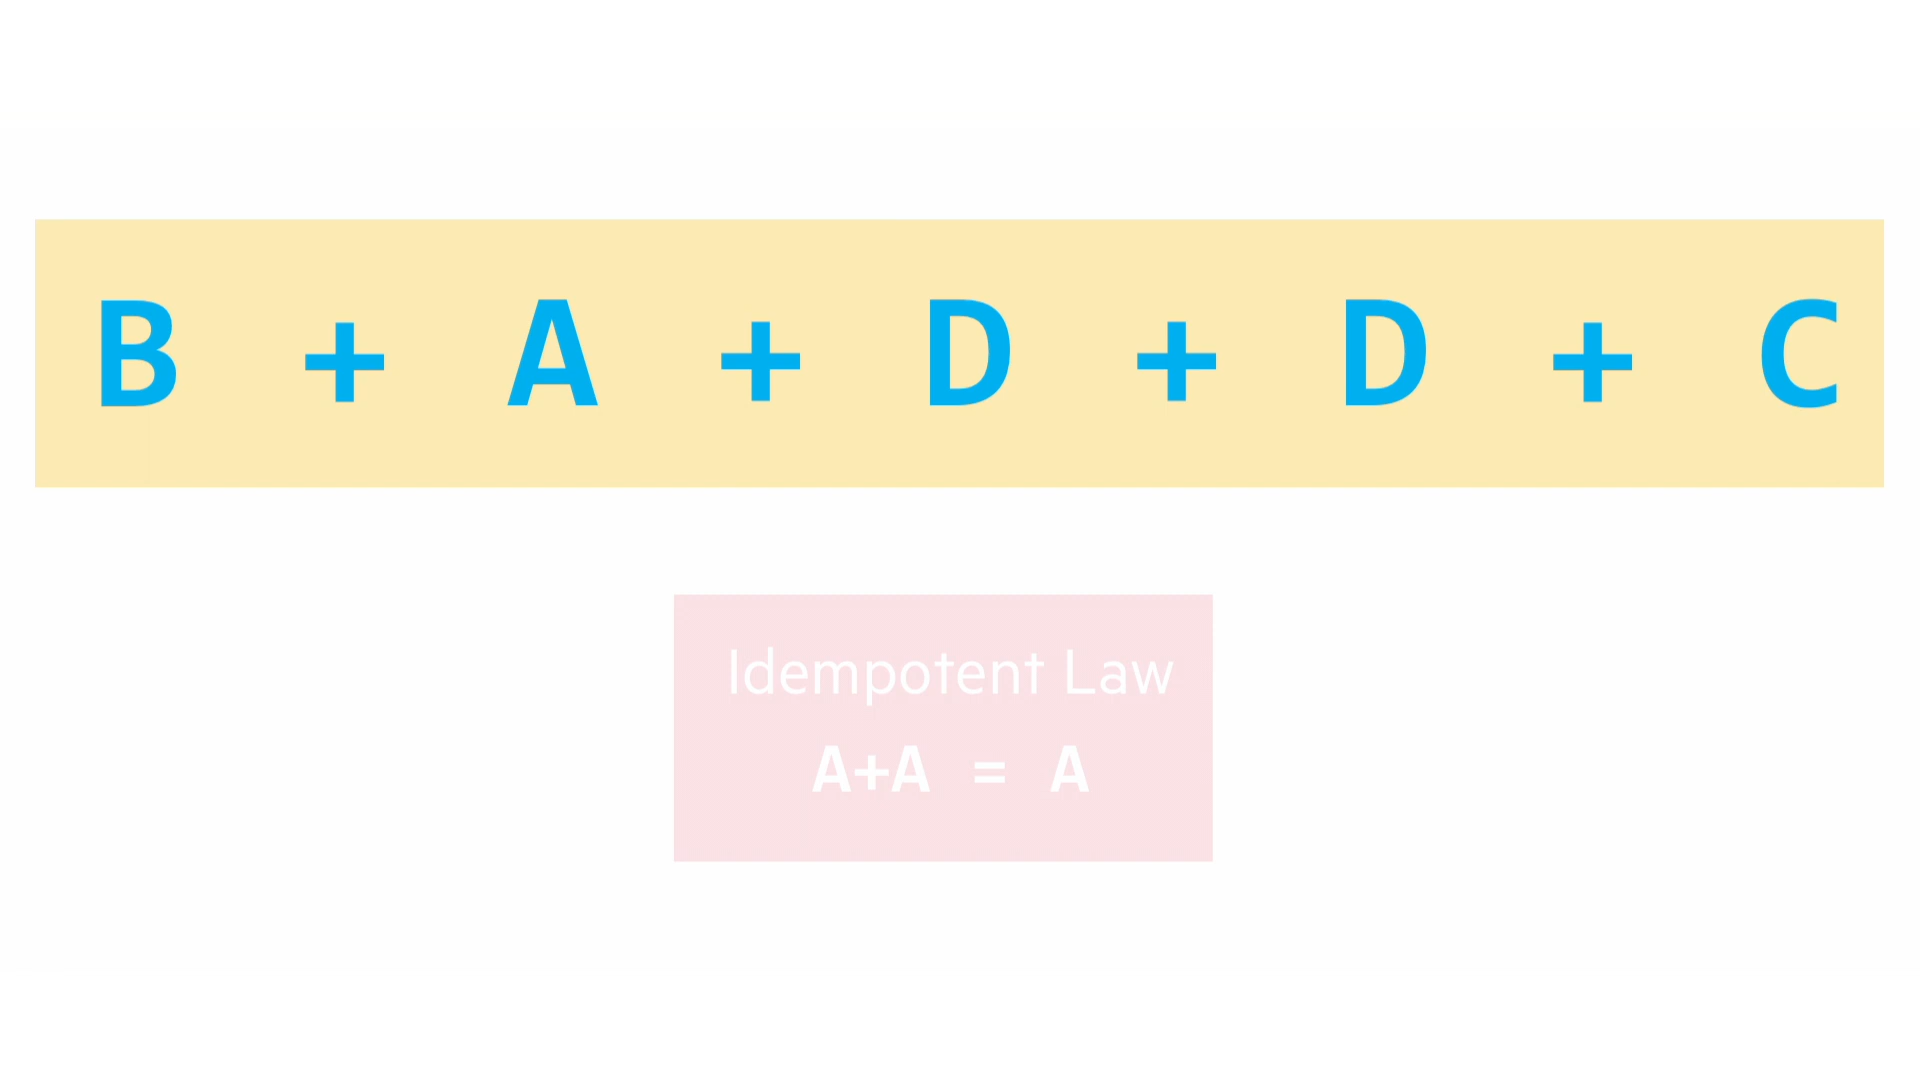 B + A + D + D + C
Idempotent Law
A+A = A